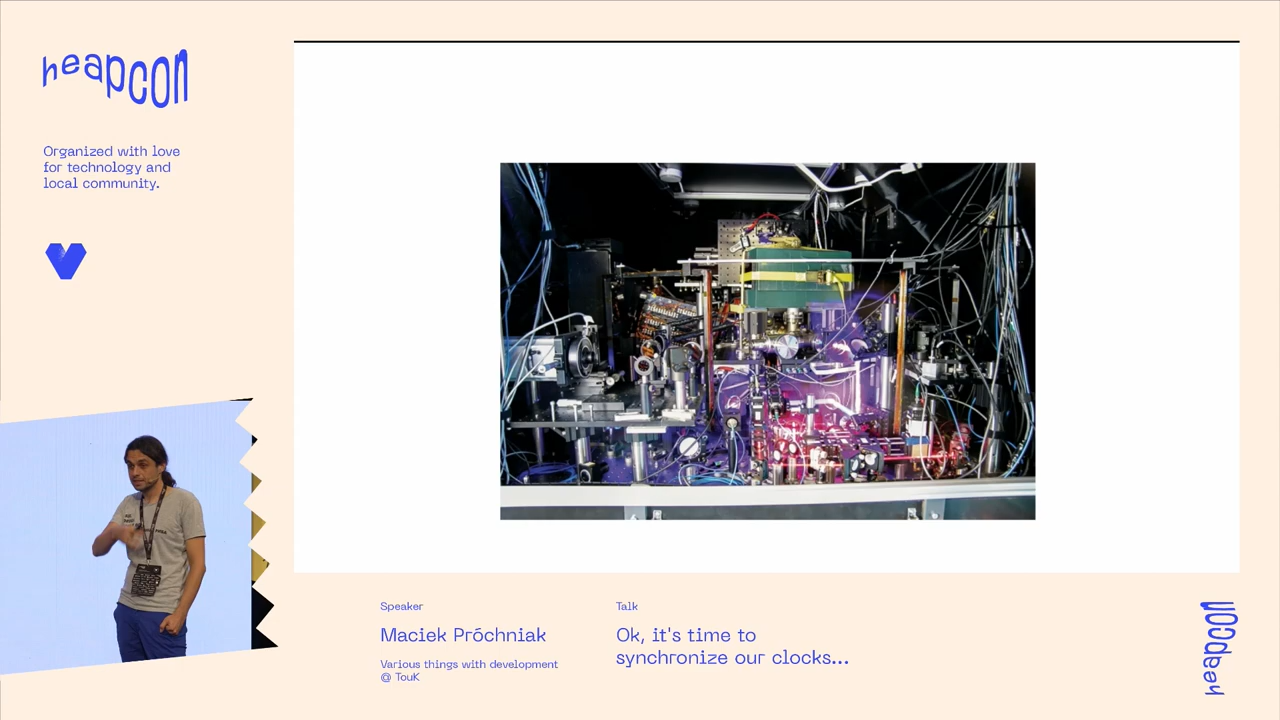 heapcon
Organized with love
for technology and
local community.
Speaker
Maciek Próchniak
Various things with development
@ TouK
Talk
Ok, it's time to
synchronize our clocks...
heapcon